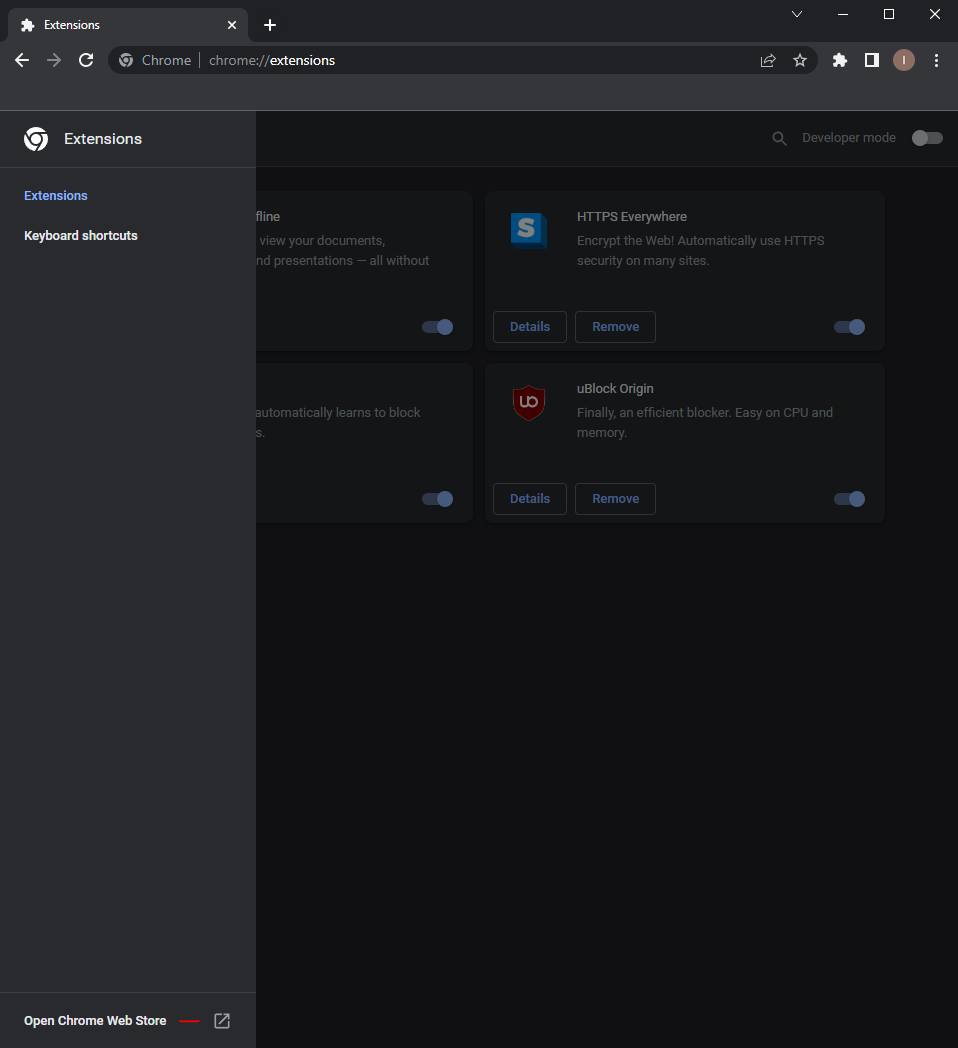 Extensions
Chrome
chrome://extensions
I
Extensions
Developer mode
Extensions
Keyboard shortcuts
view your documents,
presentations — all without
HTTPS Everywhere
Encrypt the Web! Automatically use HTTPS
security on many sites.
Details
Remove
automatically learns to block
uBlock Origin
Finally, an efficient blocker. Easy on CPU and
memory.
Details
Remove
Open Chrome Web Store